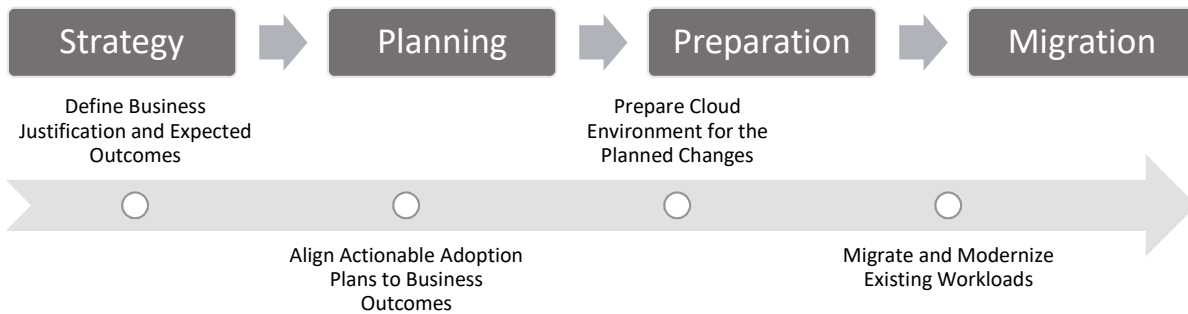 Strategy
Planning
Preparation
Migration
Define Business
Justification and Expected
Outcomes
Prepare Cloud
Environment for the
Planned Changes
Align Actionable Adoption
Plans to Business
Outcomes
Migrate and Modernize
Existing Workloads